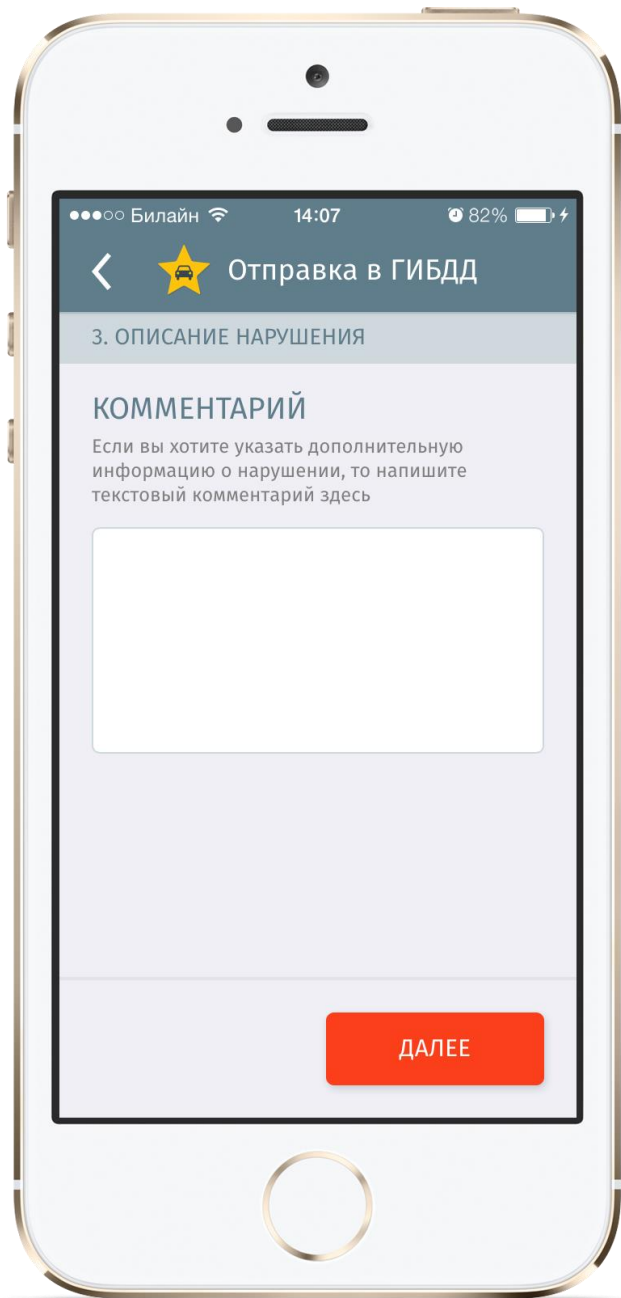 Билайн 14:07 82%
Отправка в ГИБДД
3. ОПИСАНИЕ НАРУШЕНИЯ
КОММЕНТАРИЙ
Если вы хотите указать дополнительную
информацию о нарушении, то напишите
текстовый комментарий здесь
ДАЛЕЕ